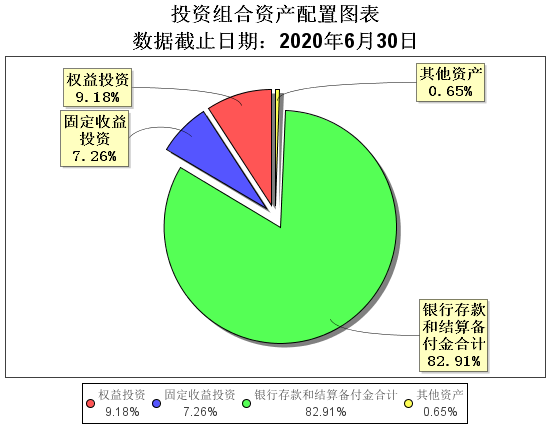 投资组合资产配置图表
数据截止日期：2020年6月30日
权益投资
9.18%
其他资产
0.65%
固定收益
投资
7.26%
银行存款
和结算备
付金合计
82.91%
权益投资 固定收益投资 银行存款和结算备付金合计 其他资产
9.18% 7.26% 82.91% 0.65%